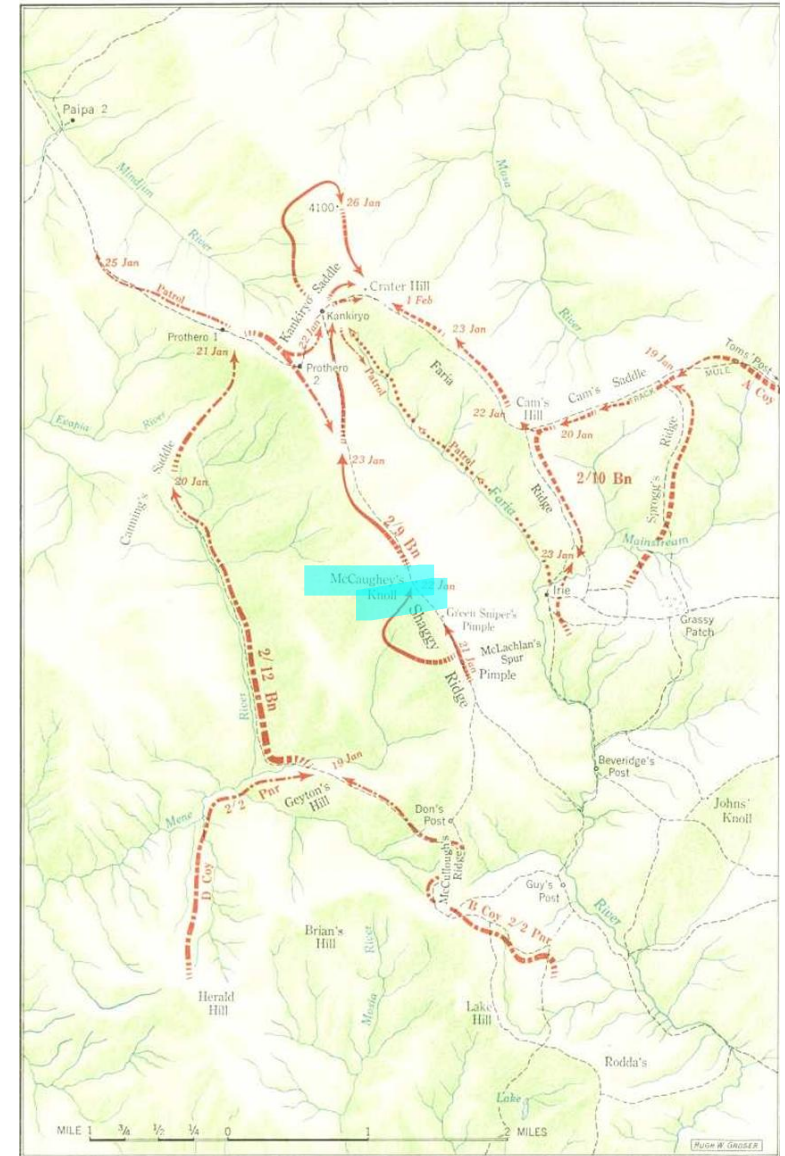 Paipa 2
Mindjim
River
Mosa
River
4100
26 Jan
25 Jan
Patrol
Kankiryo Saddle
Crater Hill
1 Feb
Kankiryo
Prothero 1
21 Jan
22 Jan
Prothero
2
23 Jan
Faria
Patrol
19 Jan
Toms' Post
MULE
TRACK
A Coy
Cam's Saddle
Cam's
Hill
22 Jan
20 Jan
Evapia
River
Canning's
Saddle
20 Jan
23 Jan
Patrol
Faria
Ridge
2/10 Bn
Sprogg's
Ridge
2/9 Bn
Mainstream
23 Jan
McCaughey's
Knoll
22 Jan
Irie
Green Sniper's
Pimple
Grassy
Patch
Shaggy
Ridge
21 Jan
McLachlan's
Spur
Pimple
2/12 Bn
River
19 Jan
Beveridge's
Post
Geyton's
Hill
2/2 Pnr
Mene
Don's
Post
Johns'
Knoll
McCullough's
Ridge
D Coy
Guy's
Post
River
B Coy 2/2 Pnr
Brian's
Hill
River
Mosia
Herald
Hill
Lake
Hill
Rodda's
Lake
MILE 1 ¾ ½ ¼ 0 1 2 MILES
HUGH W. GROSER